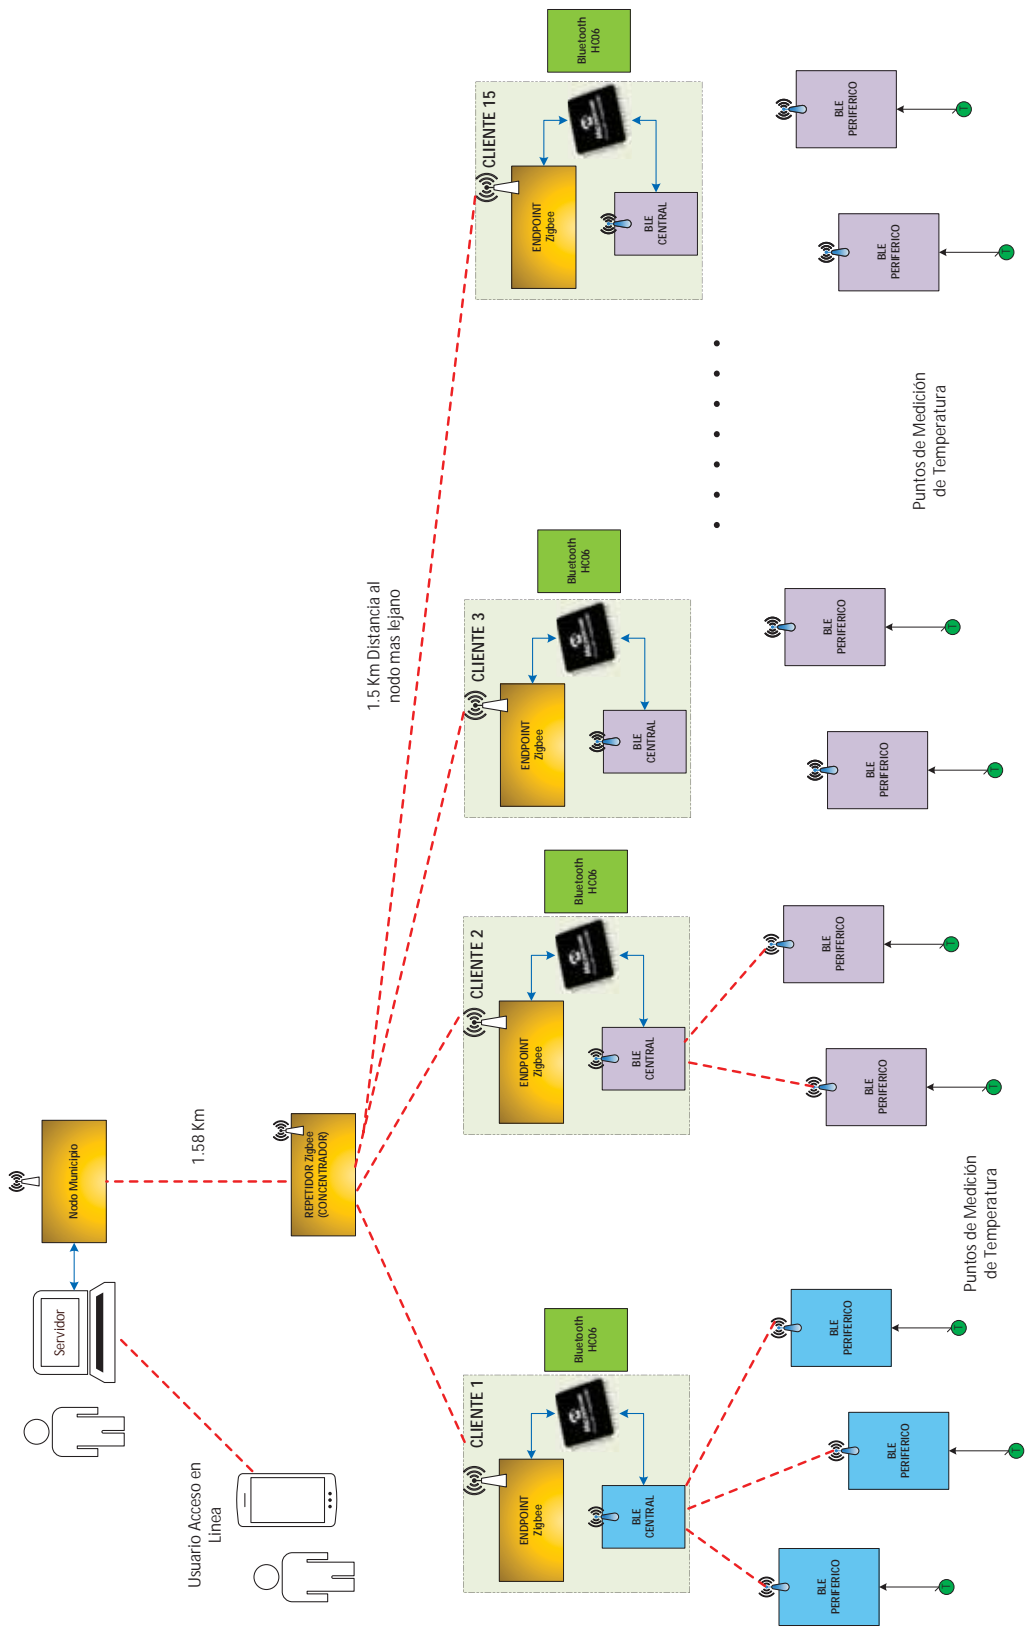 Usuario Acceso en
Linea
Servidor
Nodo Municipio
1.58 Km
REPETIDOR Zigbee
(CONCENTRADOR)
1.5 Km Distancia al
nodo mas lejano
CLIENTE 1
ENDPOINT
Zigbee
BLE
CENTRAL
Bluetooth
HC06
CLIENTE 2
ENDPOINT
Zigbee
BLE
CENTRAL
Bluetooth
HC06
CLIENTE 3
ENDPOINT
Zigbee
BLE
CENTRAL
Bluetooth
HC06
CLIENTE 15
ENDPOINT
Zigbee
BLE
CENTRAL
Bluetooth
HC06
BLE
PERIFERICO
T
BLE
PERIFERICO
T
BLE
PERIFERICO
T
Puntos de Medición
de Temperatura
BLE
PERIFERICO
T
BLE
PERIFERICO
T
BLE
PERIFERICO
T
BLE
PERIFERICO
T
Puntos de Medición
de Temperatura
BLE
PERIFERICO
T
BLE
PERIFERICO
T